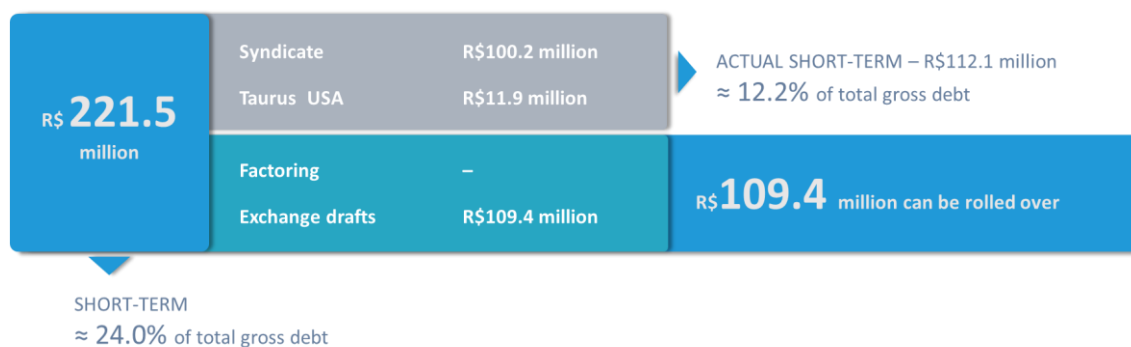 R$ 221.5
million
Syndicate R$100.2 million
Taurus USA R$11.9 million
ACTUAL SHORT-TERM – R$112.1 million
≈ 12.2% of total gross debt
Factoring –
Exchange drafts R$109.4 million
R$109.4 million can be rolled over
SHORT-TERM
≈ 24.0% of total gross debt